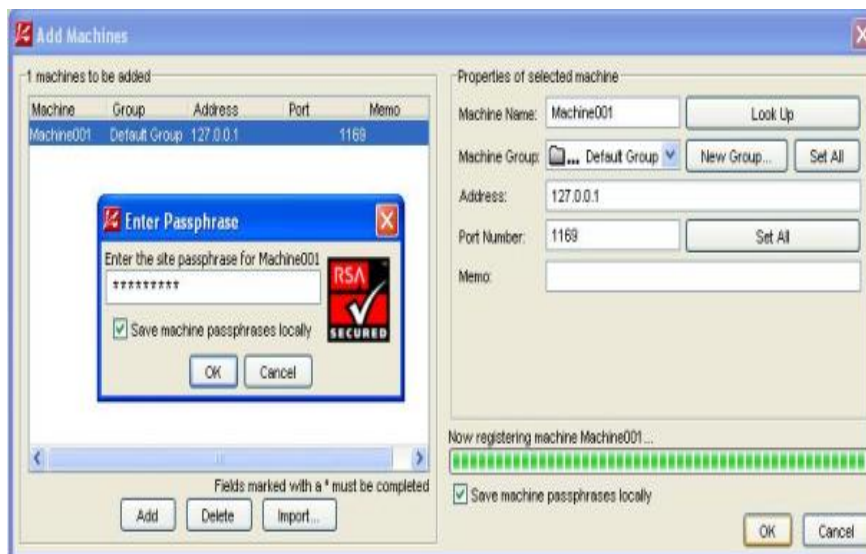 Add Machines
1 machines to be added
Machine Group Address Port Memo
Machine001 Default Group 127.0.0.1 1169
Enter Passphrase
Enter the site passphrase for Machine001
*********
Save machine passphrases locally
OK Cancel
RSA
SECURED
Fields marked with a * must be completed
Add Delete Import...
Properties of selected machine
Machine Name: Machine001 Look Up
Machine Group: ... Default Group New Group... Set All
Address: 127.0.0.1
Port Number: 1169 Set All
Memo:
Now registering machine Machine001...
Save machine passphrases locally
OK Cancel